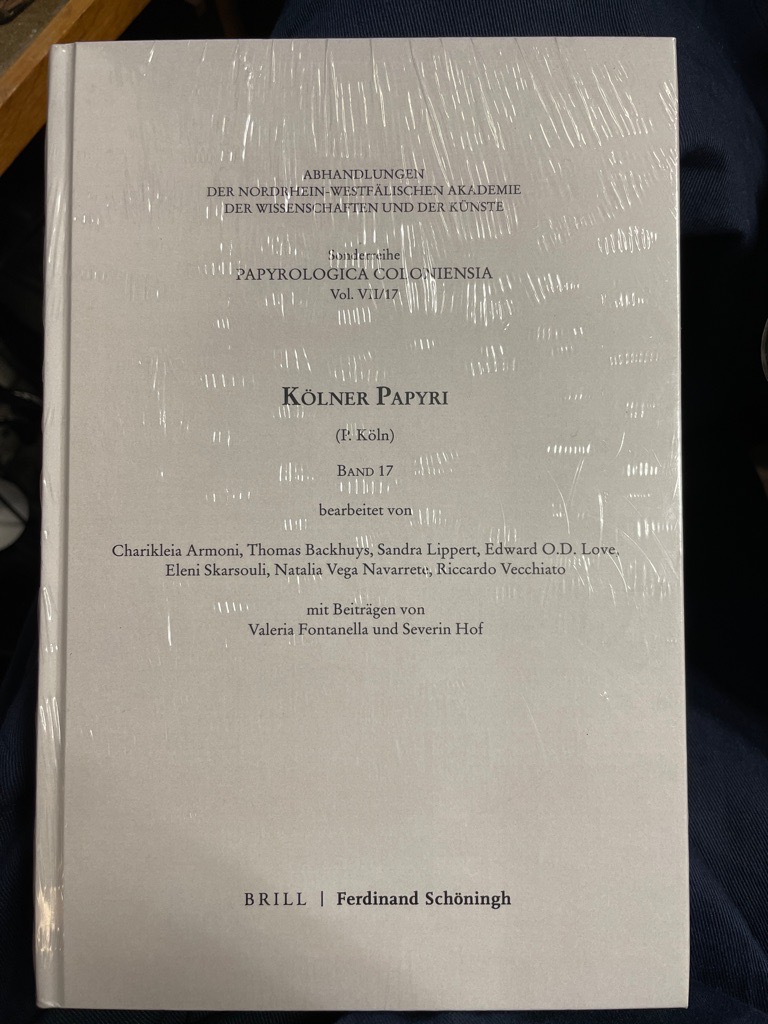 ABHANDLUNGEN
DER NORDRHEIN-WESTFÄLISCHEN AKADEMIE
DER WISSENSCHAFTEN UND DER KÜNSTE
Sonderreihe
PAPYROLOGICA COLONIENSIA
Vol. VII/17
KÖLNER PAPYRI
(P. Köln)
BAND 17
bearbeitet von
Charikleia Armoni, Thomas Backhuys, Sandra Lippert, Edward O.D. Love,
Eleni Skarsouli, Natalia Vega Navarrete, Riccardo Vecchiato
mit Beiträgen von
Valeria Fontanella und Severin Hof
BRILL | Ferdinand Schöningh